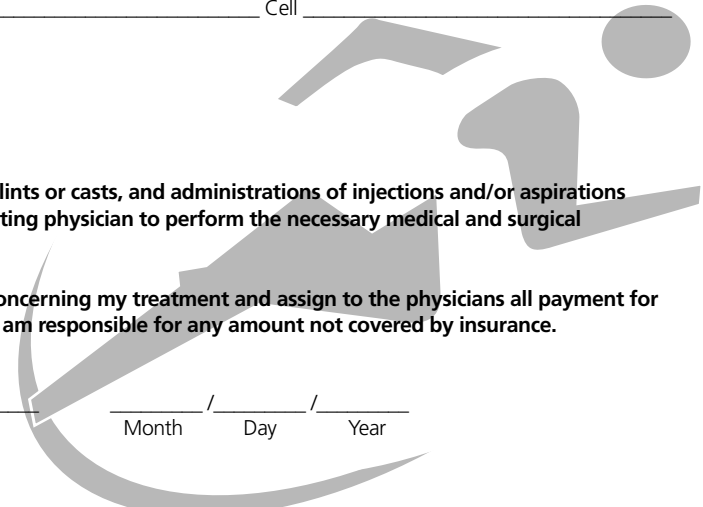 Cell
lints or casts, and administrations of injections and/or aspirations
ting physician to perform the necessary medical and surgical
oncerning my treatment and assign to the physicians all payment for
am responsible for any amount not covered by insurance.
/ /
Month Day Year